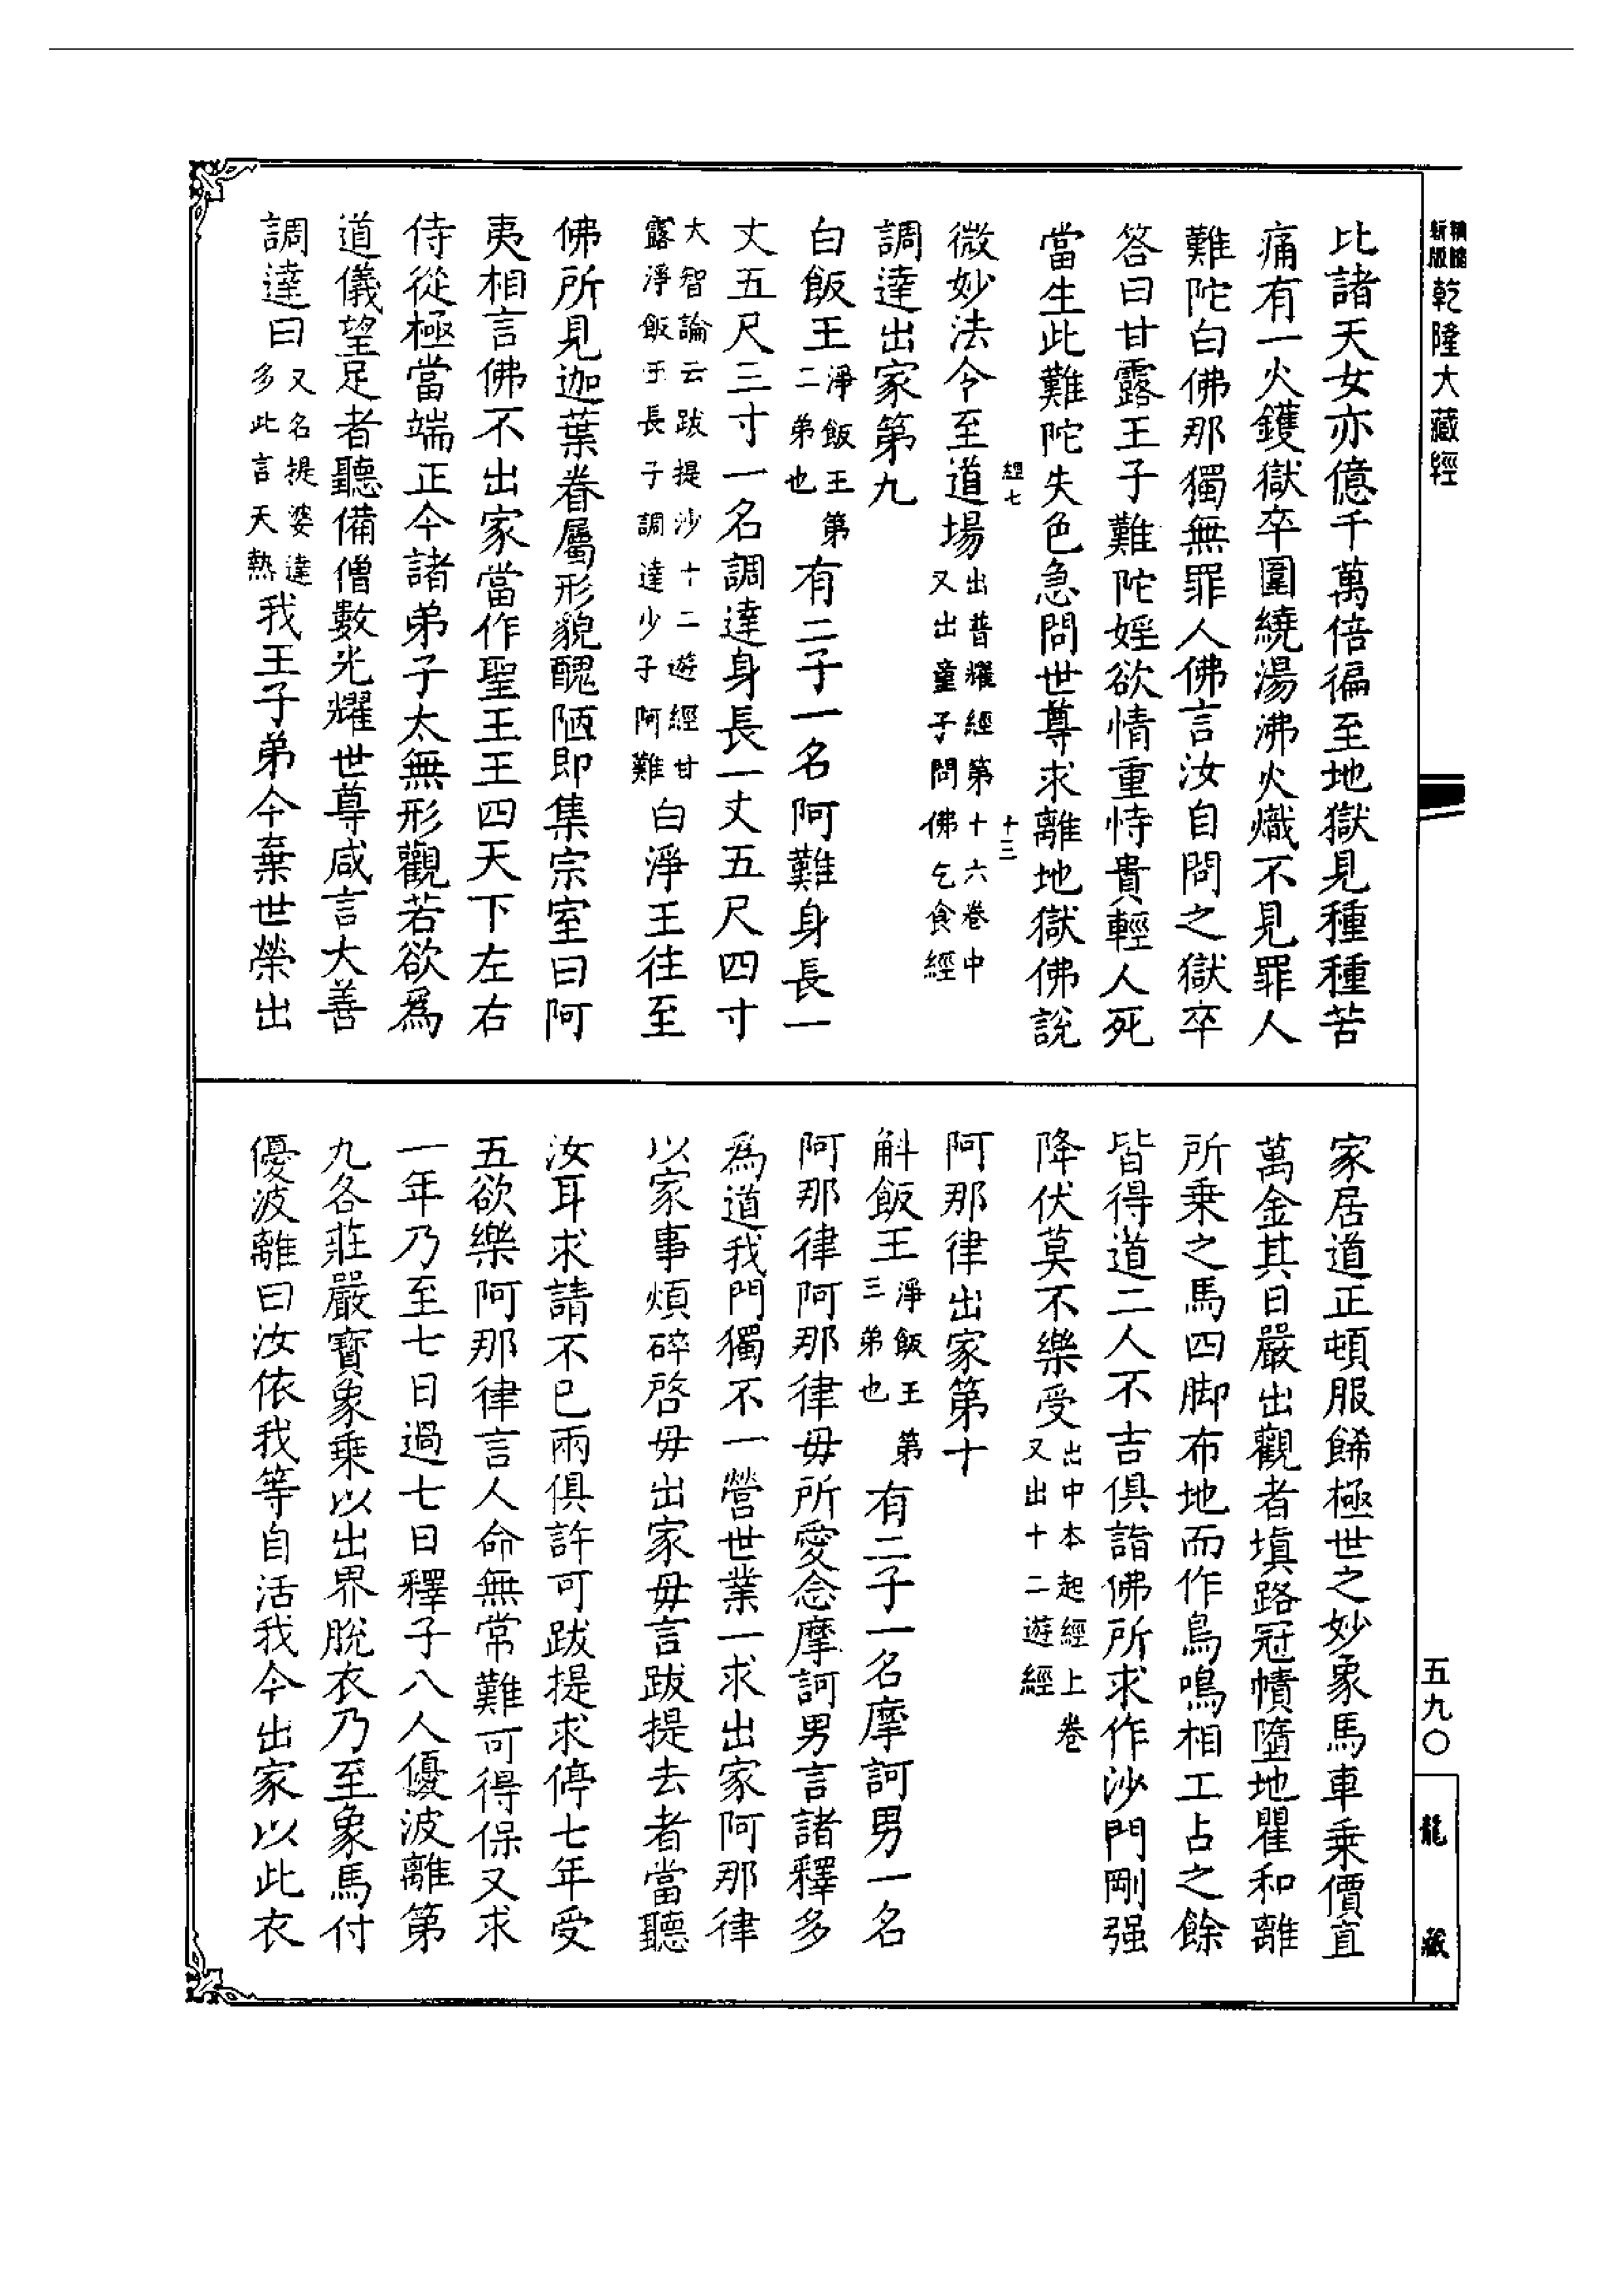 精縮新版乾隆大藏經
比諸天女亦億千萬倍徧至地獄見種種苦
痛有一火鑊獄卒圍繞湯沸火熾不見罪人
難陀白佛那獨無罪人佛言汝自問之獄卒
答曰甘露王子難陀婬欲情重恃貴輕人死
當生此難陀失色急問世尊求離地獄佛說
經七
十三
微妙法令至道場出普耀經第十六卷中又出童子問佛乞食經
調達出家第九
白飯王淨飯王第二弟也有二子一名阿難身長一
丈五尺三寸一名調達身長一丈五尺四寸
大智論云跋提沙十二遊經甘露淨飯王長子調達少子阿難白淨王往至
佛所見迦葉眷屬形貌醜陋即集宗室曰阿
夷相言佛不出家當作聖王王四天下左右
侍從極當端正今諸弟子太無形觀若欲爲
道儀望足者聽備僧數光耀世尊咸言大善
調達曰又名提婆達多此言天熱我王子弟今棄世榮出
家居道正頓服餙極世之妙象馬車乘價直
萬金其日嚴出觀者填路冠幘墮地瞿和離
所乘之馬四脚布地而作鳥鳴相工占之餘
皆得道二人不吉俱詣佛所求作沙門剛强
降伏莫不樂受出中本起經上卷又出十二遊經
阿那律出家第十
斛飯王淨飯王第三弟也有二子一名摩訶男一名
阿那律阿那律毋所愛念摩訶男言諸釋多
爲道我門獨不一營世業一求出家阿那律
以家事煩碎啓毋出家毋言跋提去者當聽
汝耳求請不已兩俱許可跋提求停七年受
五欲樂阿那律言人命無常難可得保又求
一年乃至七日過七日釋子八人優波離第
九各莊嚴寶象乘以出界脫衣乃至象馬付
優波離曰汝依我等自活我今出家以此衣
五九〇
龍藏